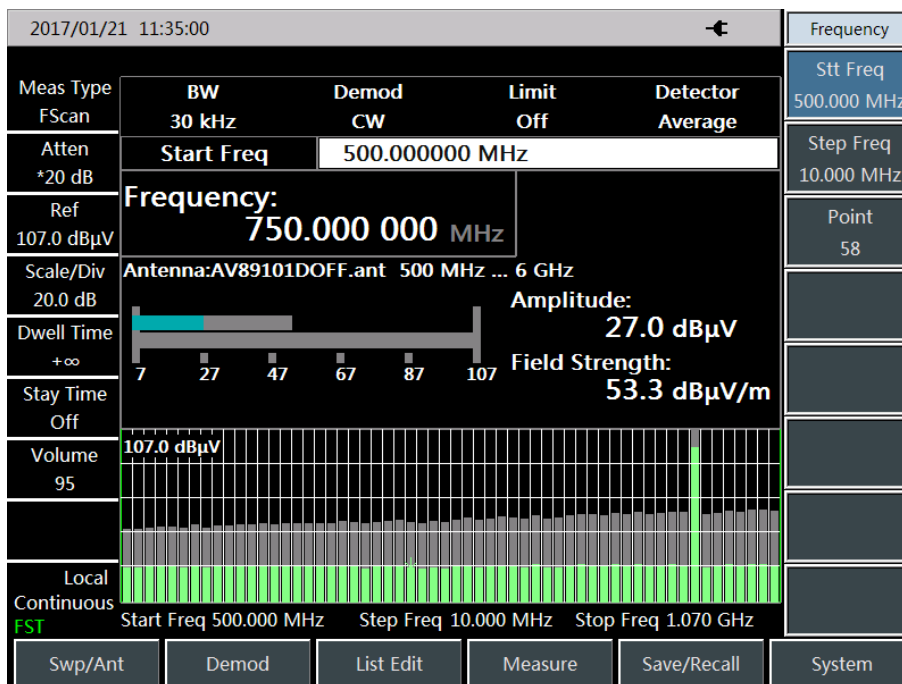 2017/01/21 11:35:00
Frequency
Meas Type
FScan
Atten
*20 dB
Ref
107.0 dBµV
Scale/Div
20.0 dB
Dwell Time
+∞
Stay Time
Off
Volume
95
Local
Continuous
FST
BW Demod Limit Detector
30 kHz CW Off Average
Start Freq 500.000000 MHz
Frequency:
750.000 000 MHz
Antenna:AV89101DOFF.ant 500 MHz ... 6 GHz
Amplitude:
27.0 dBµV
Field Strength:
53.3 dBµV/m
7 27 47 67 87 107
107.0 dBµV
Start Freq 500.000 MHz Step Freq 10.000 MHz Stop Freq 1.070 GHz
Stt Freq
500.000 MHz
Step Freq
10.000 MHz
Point
58
Swp/Ant Demod List Edit Measure Save/Recall System